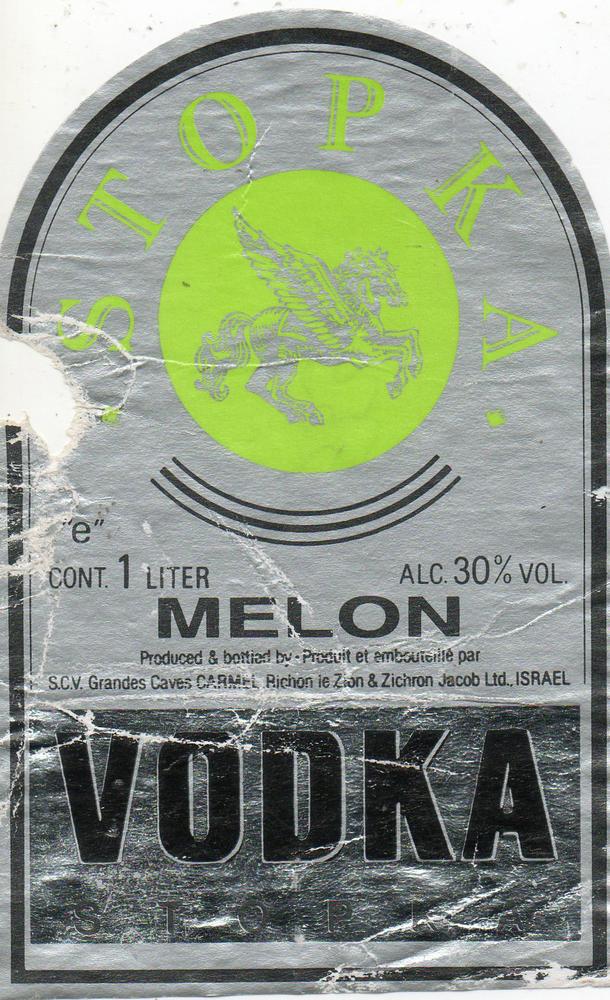 · STOPKA ·
"e"
CONT. 1 LITER ALC. 30% VOL.
MELON
Produced & bottled by - Produit et embouteillé par
S.C.V. Grandes Caves CARMEL Richon le Zion & Zichron Jacob Ltd., ISRAEL
VODKA
STOPKA